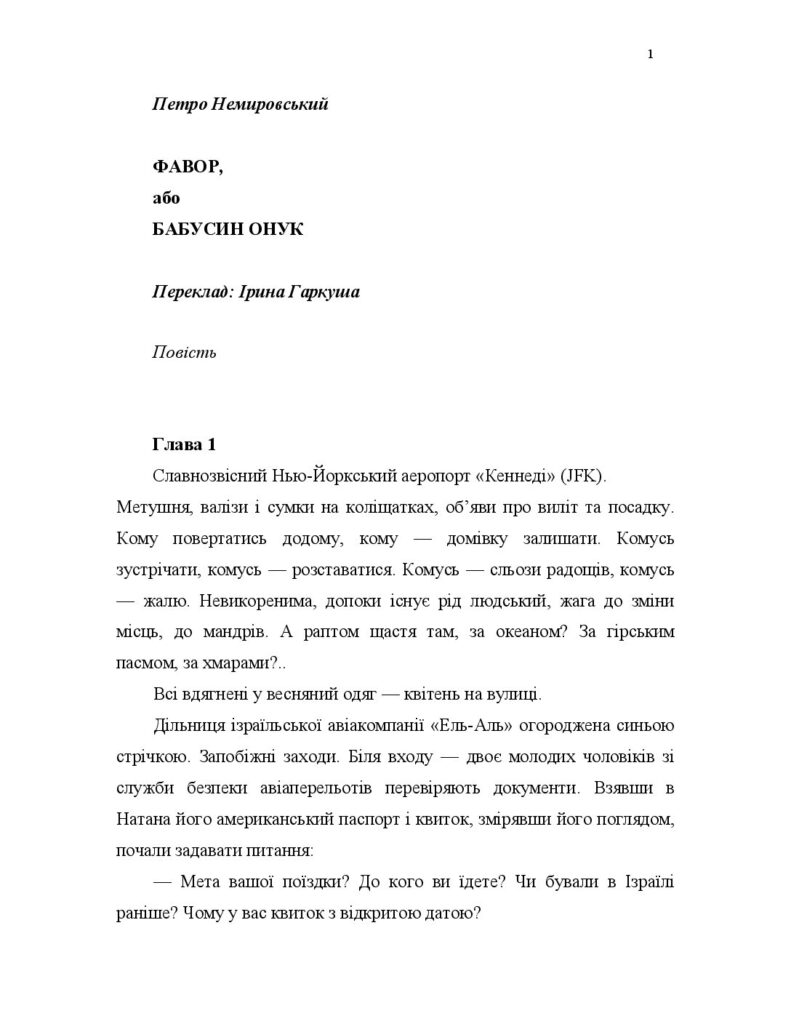 1
Петро Немировський
ФАВОР,
або
БАБУСИН ОНУК
Переклад: Ірина Гаркуша
Повість
Глава 1
Славнозвісний Нью-Йоркський аеропорт «Кеннеді» (JFK).
Метушня, валізи і сумки на коліщатках, об’яви про виліт та посадку.
Кому повертатись додому, кому — домівку залишати. Комусь
зустрічати, комусь — розставатися. Комусь — сльози радощів, комусь
— жалю. Невикоренима, допоки існує рід людський, жага до зміни
місць, до мандрів. А раптом щастя там, за океаном? За гірським
пасмом, за хмарами?..
Всі вдягнені у весняний одяг — квітень на вулиці.
Дільниця ізраїльської авіакомпанії «Ель-Аль» огороджена синьою
стрічкою. Запобіжні заходи. Біля входу — двоє молодих чоловіків зі
служби безпеки авіаперельотів перевіряють документи. Взявши в
Натана його американський паспорт і квиток, змірявши його поглядом,
почали задавати питання:
— Мета вашої поїздки? До кого ви їдете? Чи бували в Ізраїлі
раніше? Чому у вас квиток з відкритою датою?